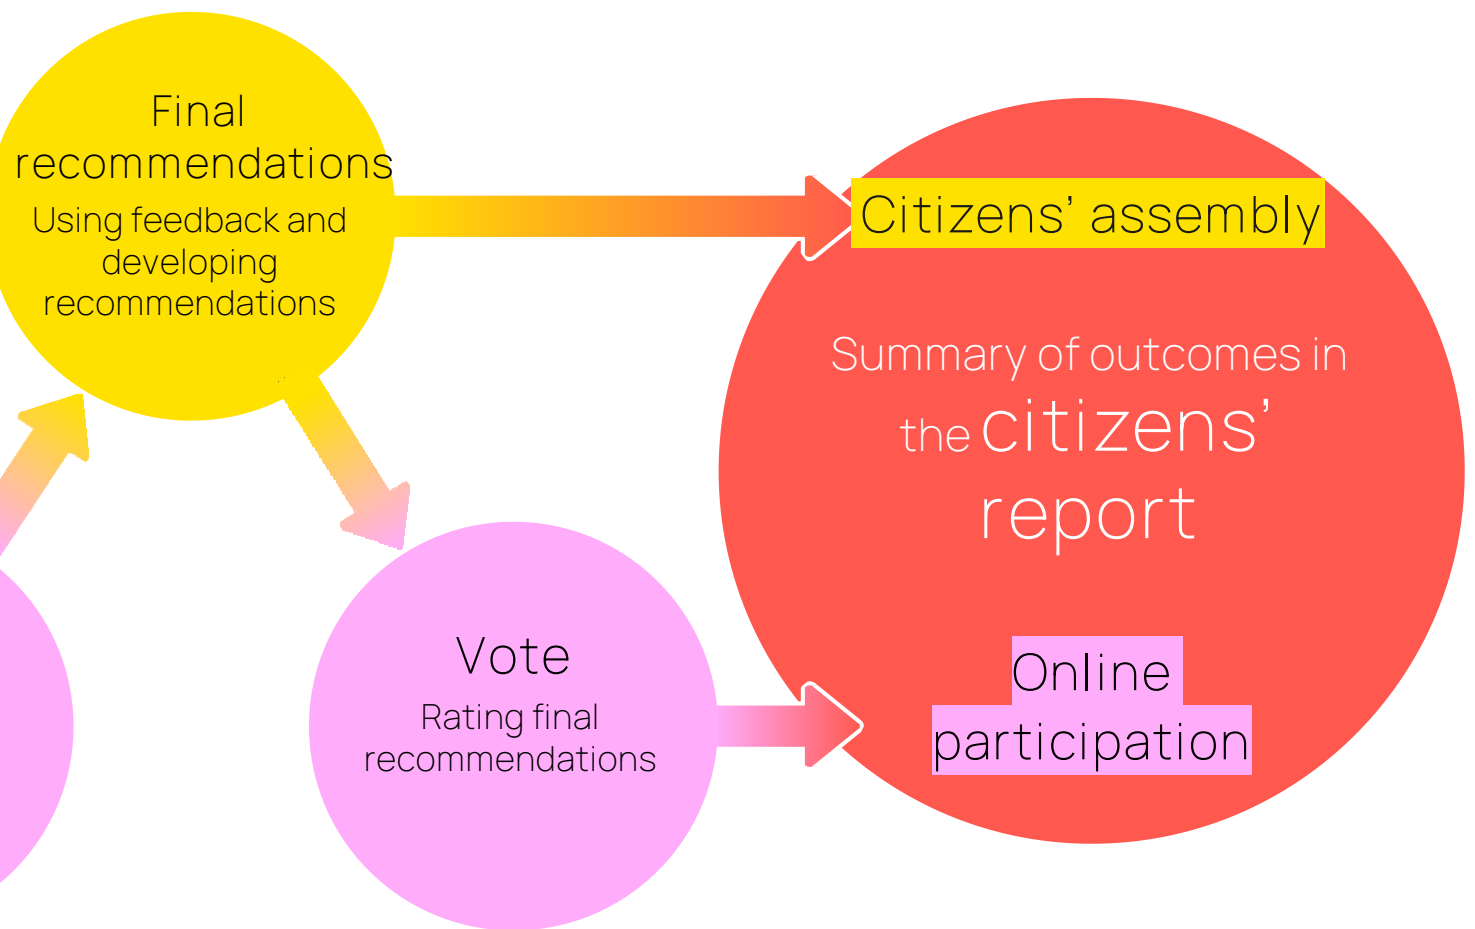 Final
recommendations
Using feedback and
developing
recommendations
Citizens’ assembly
Summary of outcomes in
the citizens’
report
Vote
Rating final
recommendations
Online
participation